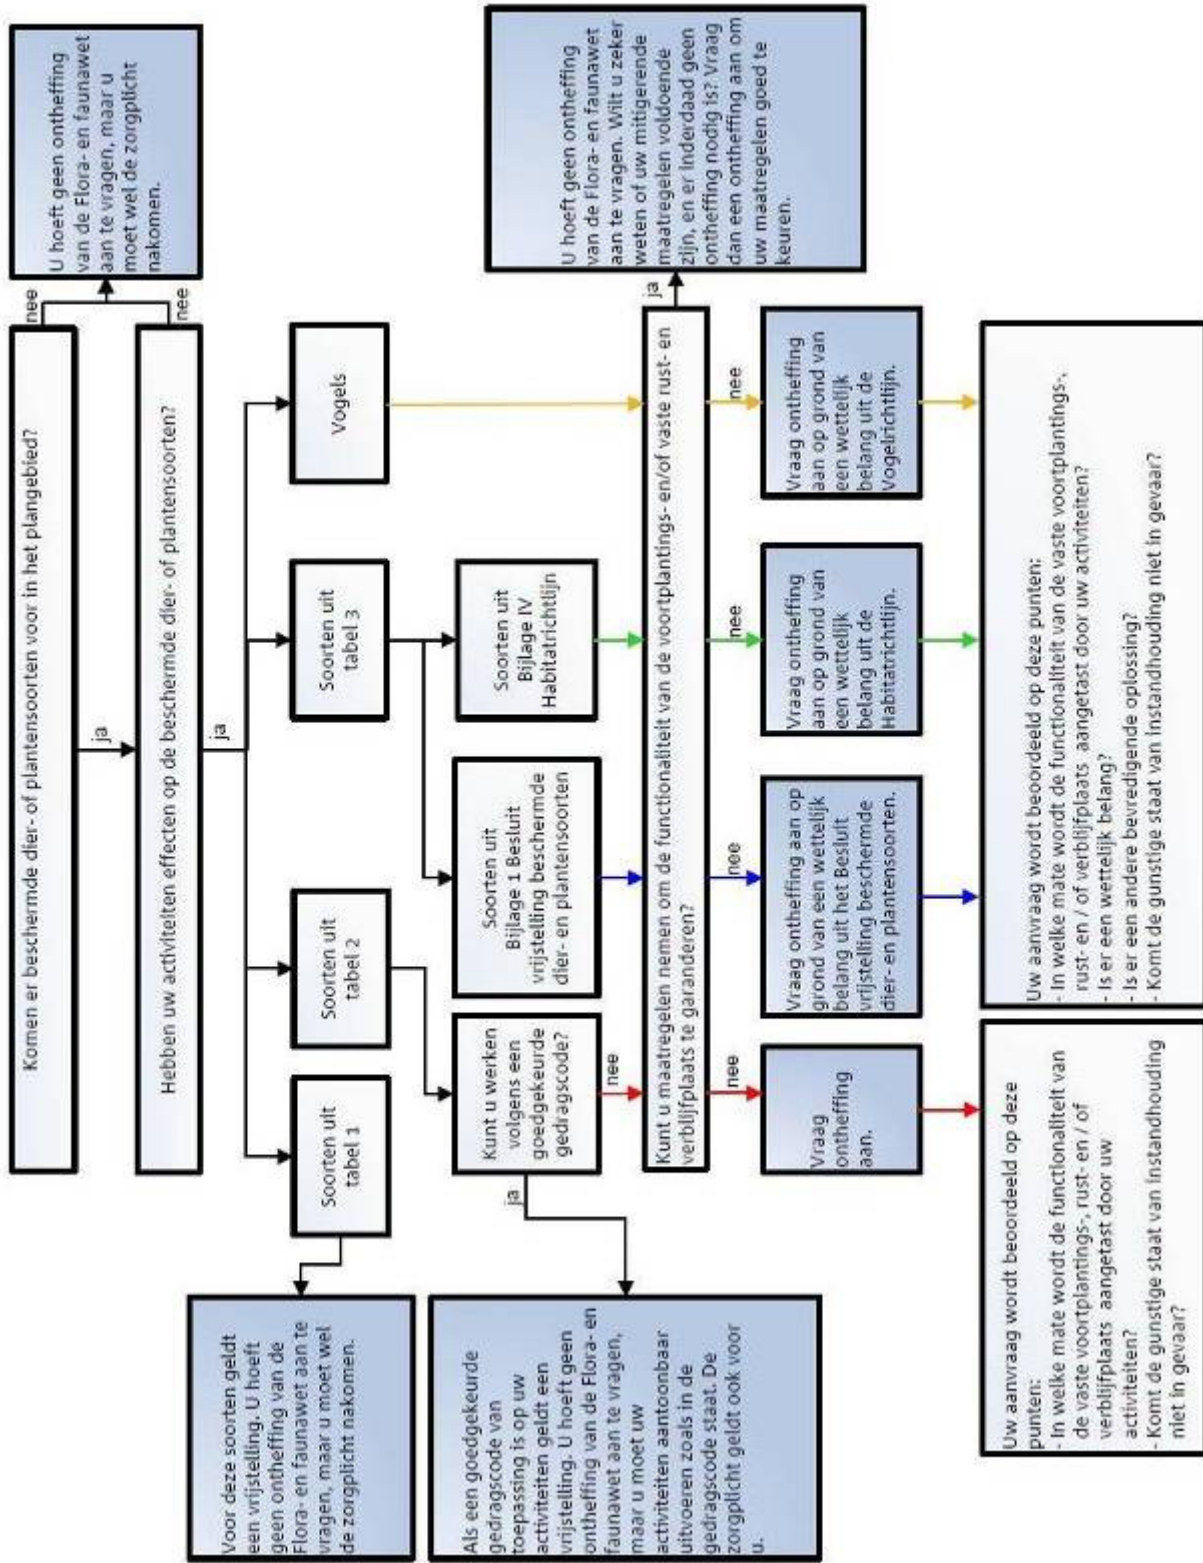 Komen er beschermde dier- of plantensoorten voor in het plangebied?
nee
U hoeft geen ontheffing
van de Flora- en faunawet
aan te vragen, maar u
moet wel de zorgplicht
nakomen.
ja
Hebben uw activiteiten effecten op de beschermde dier- of plantensoorten?
nee
ja
Voor deze soorten geldt
een vrijstelling. U hoeft
geen ontheffing van de
Flora- en faunawet aan te
vragen, maar u moet wel
de zorgplicht nakomen.
Soorten uit
tabel 1
Soorten uit
tabel 2
Soorten uit
tabel 3
Vogels
Als een goedgekeurde
gedragscode van
toepassing is op uw
activiteiten geldt een
vrijstelling. U hoeft geen
ontheffing van de Flora- en
faunawet aan te vragen,
maar u moet uw
activiteiten aantoonbaar
uitvoeren zoals in de
gedragscode staat. De
zorgplicht geldt ook voor
u.
ja
Kunt u werken
volgens een
goedgekeurde
gedragscode?
nee
Soorten uit
Bijlage 1 Besluit
vrijstelling beschermde
dier- en plantensoorten
Soorten uit
Bijlage IV
Habitatrichtlijn
Kunt u maatregelen nemen om de functionaliteit van de voortplantings- en/of vaste rust- en
verblijfplaats te garanderen?
ja
U hoeft geen ontheffing
van de Flora- en faunawet
aan te vragen. Wilt u zeker
weten of uw mitigerende
maatregelen voldoende
zijn, en er inderdaad geen
ontheffing nodig is? Vraag
dan een ontheffing aan om
uw maatregelen goed te
keuren.
nee
nee
nee
nee
Vraag
ontheffing
aan.
Vraag ontheffing aan op
grond van een wettelijk
belang uit het Besluit
vrijstelling beschermde
dier- en plantensoorten.
Vraag ontheffing
aan op grond van
een wettelijk
belang uit de
Habitatrichtlijn.
Vraag ontheffing
aan op grond van
een wettelijk
belang uit de
Vogelrichtlijn.
Uw aanvraag wordt beoordeeld op deze
punten:
- In welke mate wordt de functionaliteit van
de vaste voortplantings-, rust- en / of
verblijfplaats aangetast door uw
activiteiten?
- Komt de gunstige staat van instandhouding
niet in gevaar?
Uw aanvraag wordt beoordeeld op deze punten:
- In welke mate wordt de functionaliteit van de vaste voortplantings-,
rust- en / of verblijfplaats aangetast door uw activiteiten?
- Is er een wettelijk belang?
- Is er een andere bevredigende oplossing?
- Komt de gunstige staat van instandhouding niet in gevaar?